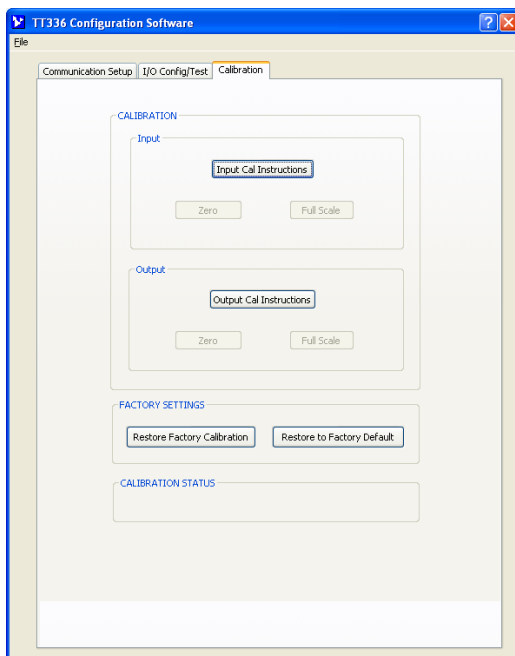 TT336 Configuration Software
File
Communication Setup I/O Config/Test Calibration
CALIBRATION
Input
Input Cal Instructions
Zero Full Scale
Output
Output Cal Instructions
Zero Full Scale
FACTORY SETTINGS
Restore Factory Calibration Restore to Factory Default
CALIBRATION STATUS